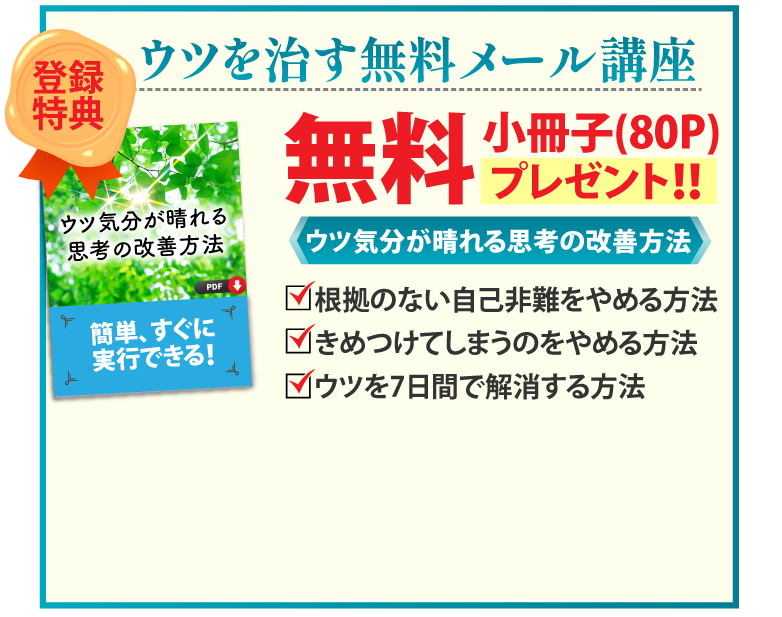 登録
特典
ウツを治す無料メール講座
無料
小冊子(80P)
プレゼント!!
ウツ気分が晴れる思考の改善方法
根拠のない自己非難をやめる方法
きめつけてしまうのをやめる方法
ウツを7日間で解消する方法
ウツ気分が晴れる
思考の改善方法
PDF
簡単、すぐに
実行できる!